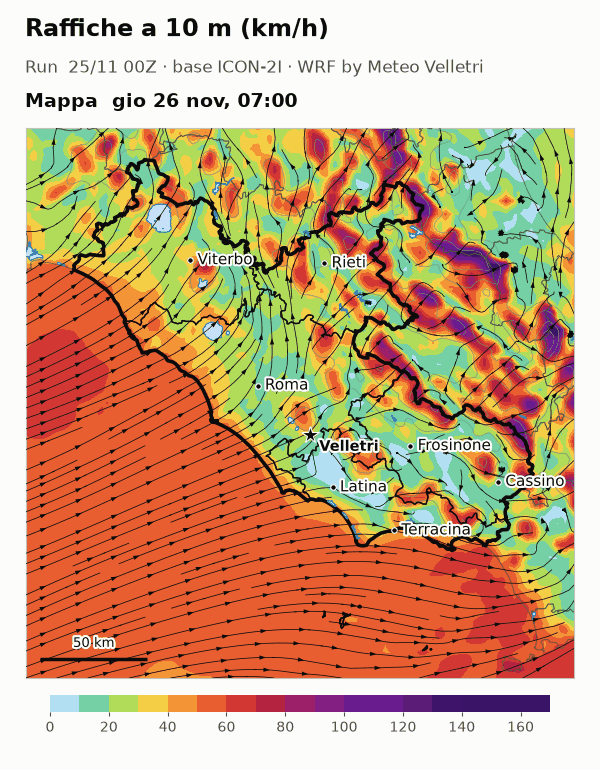 Raffiche a 10 m (km/h)
Run  25/11 00Z · base ICON-2I · WRF by Meteo Velletri
Mappa  gio 26 nov, 07:00
Viterbo
Rieti
Roma
Velletri
Frosinone
Latina
Cassino
Terracina
50 km
0 20 40 60 80 100 120 140 160